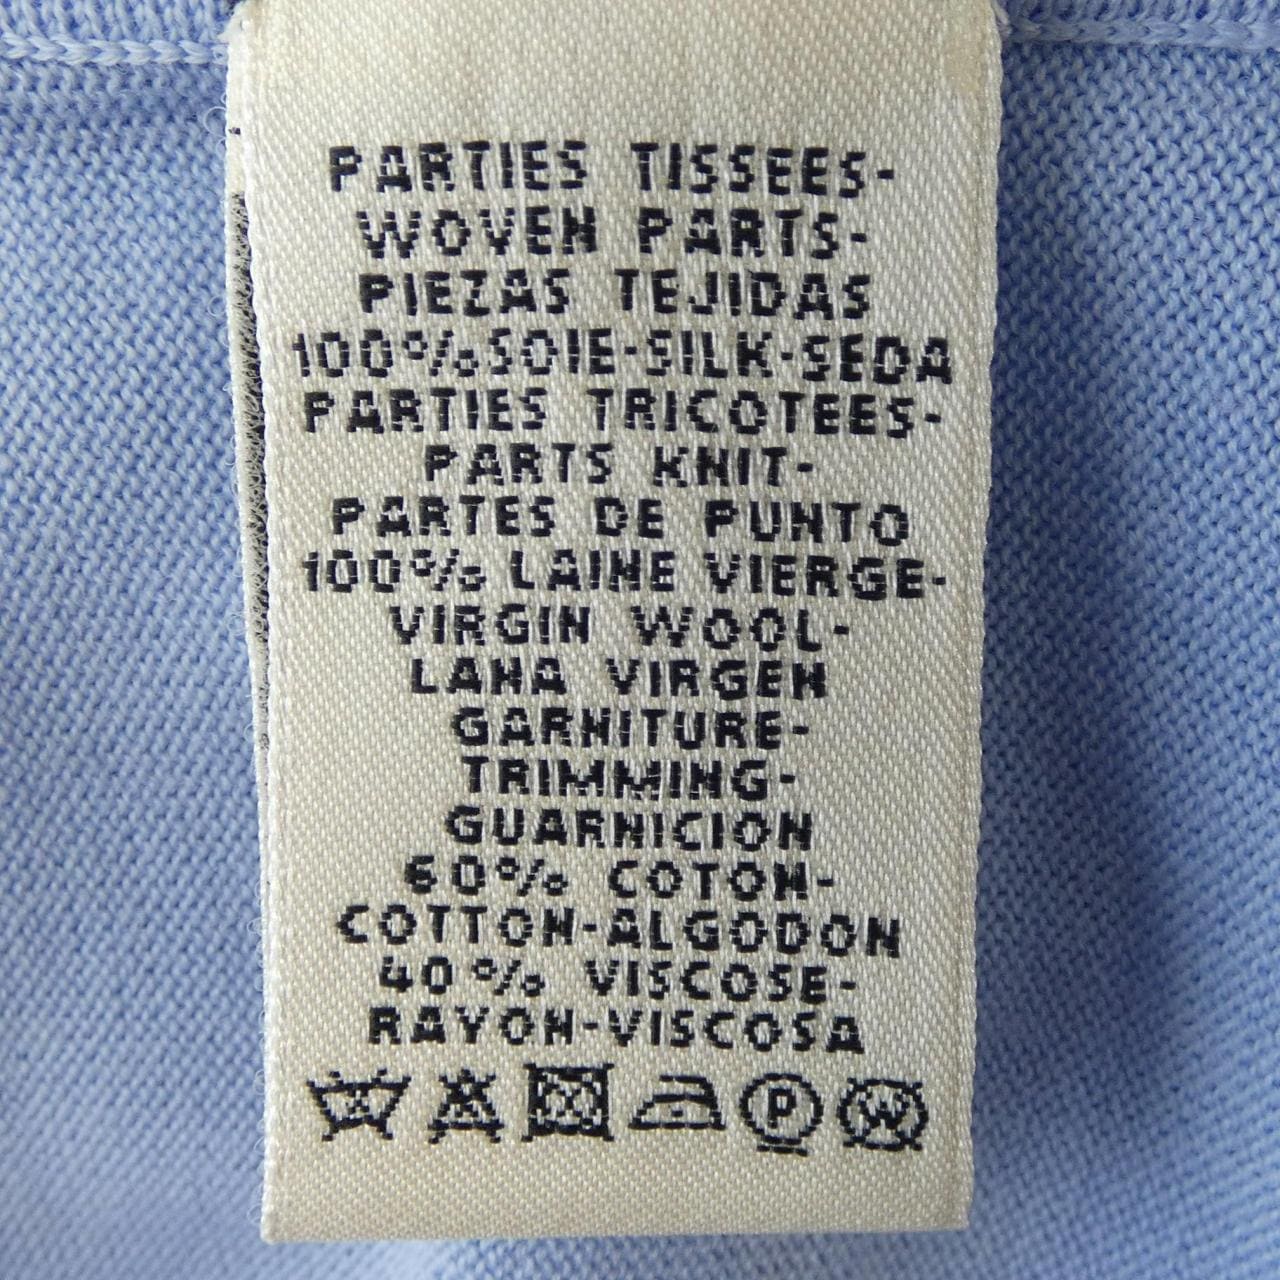 PARTIES TISSEES-
WOVEN PARTS-
PIEZAS TEJIDAS
100% SOIE-SILK-SEDA
PARTIES TRICOTEES-
PARTS KNIT-
PARTES DE PUNTO
100% LAINE VIERGE-
VIRGIN WOOL-
LANA VIRGEN
GARNITURE-
TRIMMING-
GUARNICION
60% COTON-
COTTON-ALGODON
40% VISCOSE-
RAYON-VISCOSA
P W